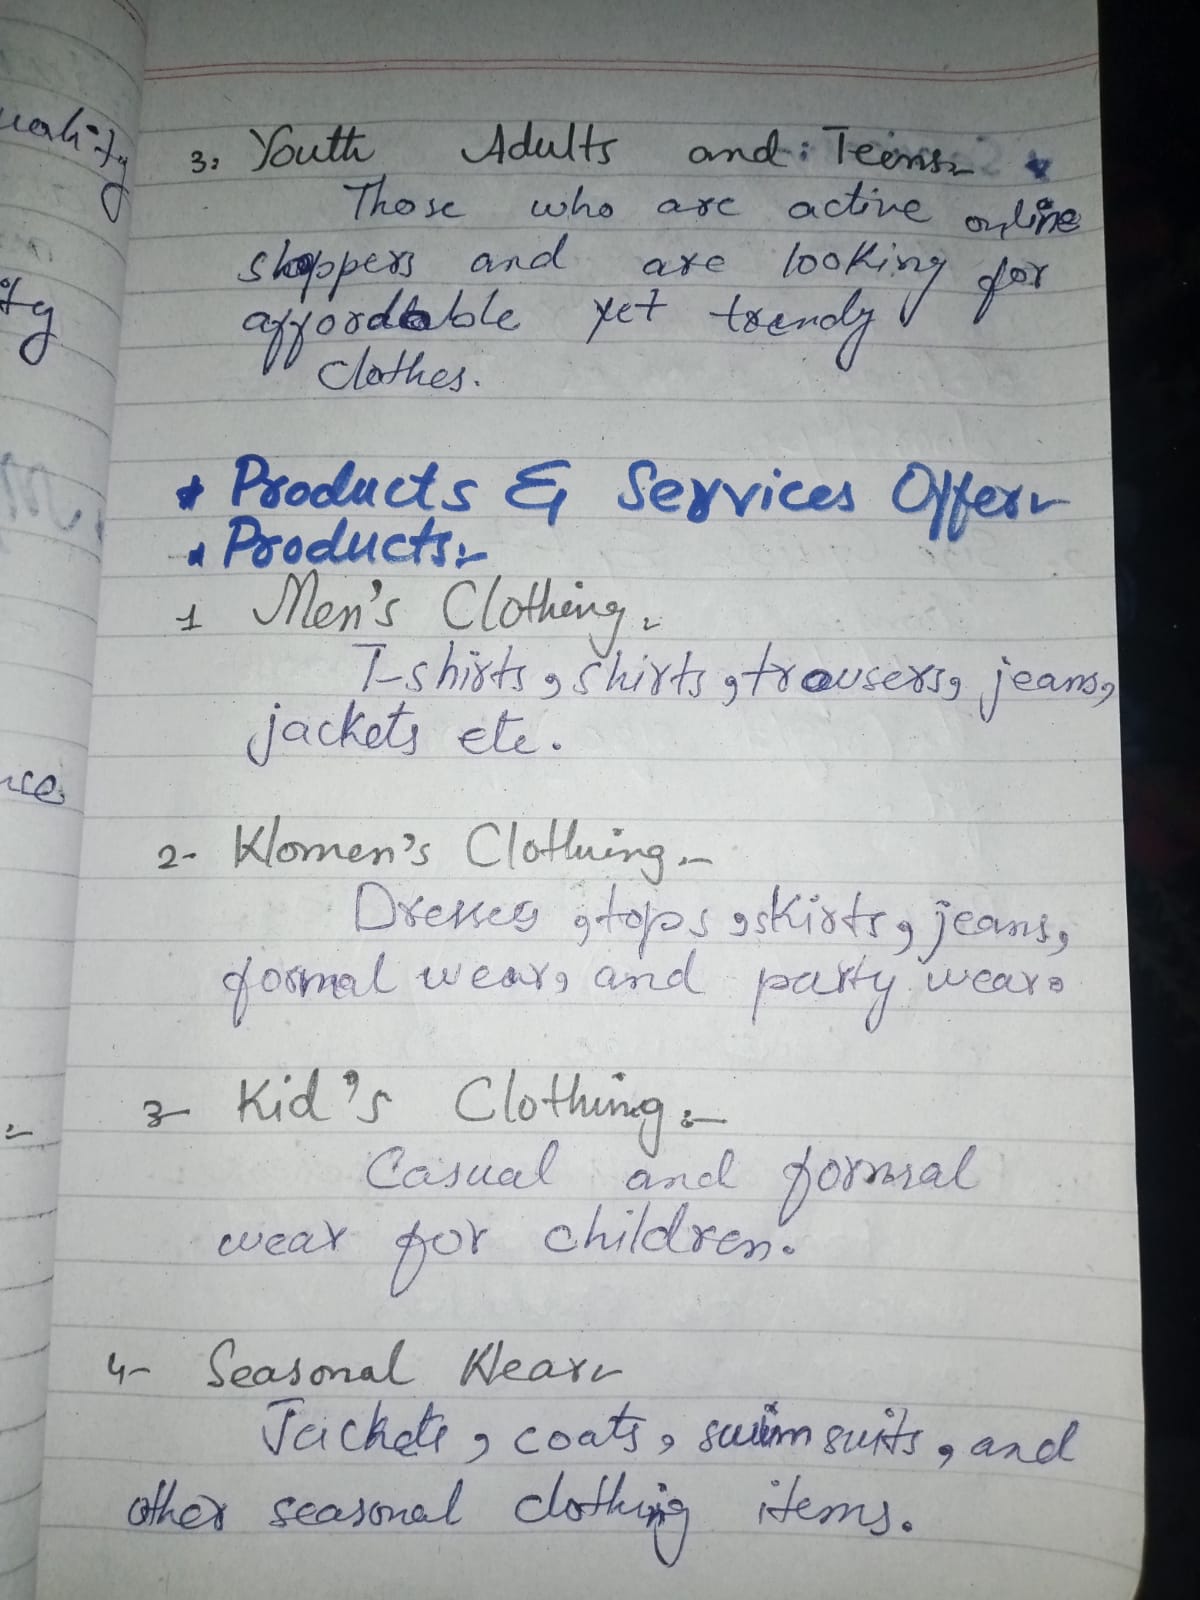 3: Youth Adults and: Teens:-
Those who are active online
shoppers and are looking for
affordable yet trendy
clothes.
* Products & Services Offer:-
* Products:-
1 Men's Clothing:-
T-shirts, shirts, trousers, jeans,
jackets etc.
2- Women's Clothing:-
Dresses, tops, skirts, jeans,
formal wear, and party wear.
3- Kid's Clothing:-
Casual and formal
wear for children.
4- Seasonal Wear:-
Jackets, coats, swim suits, and
other seasonal clothing items.